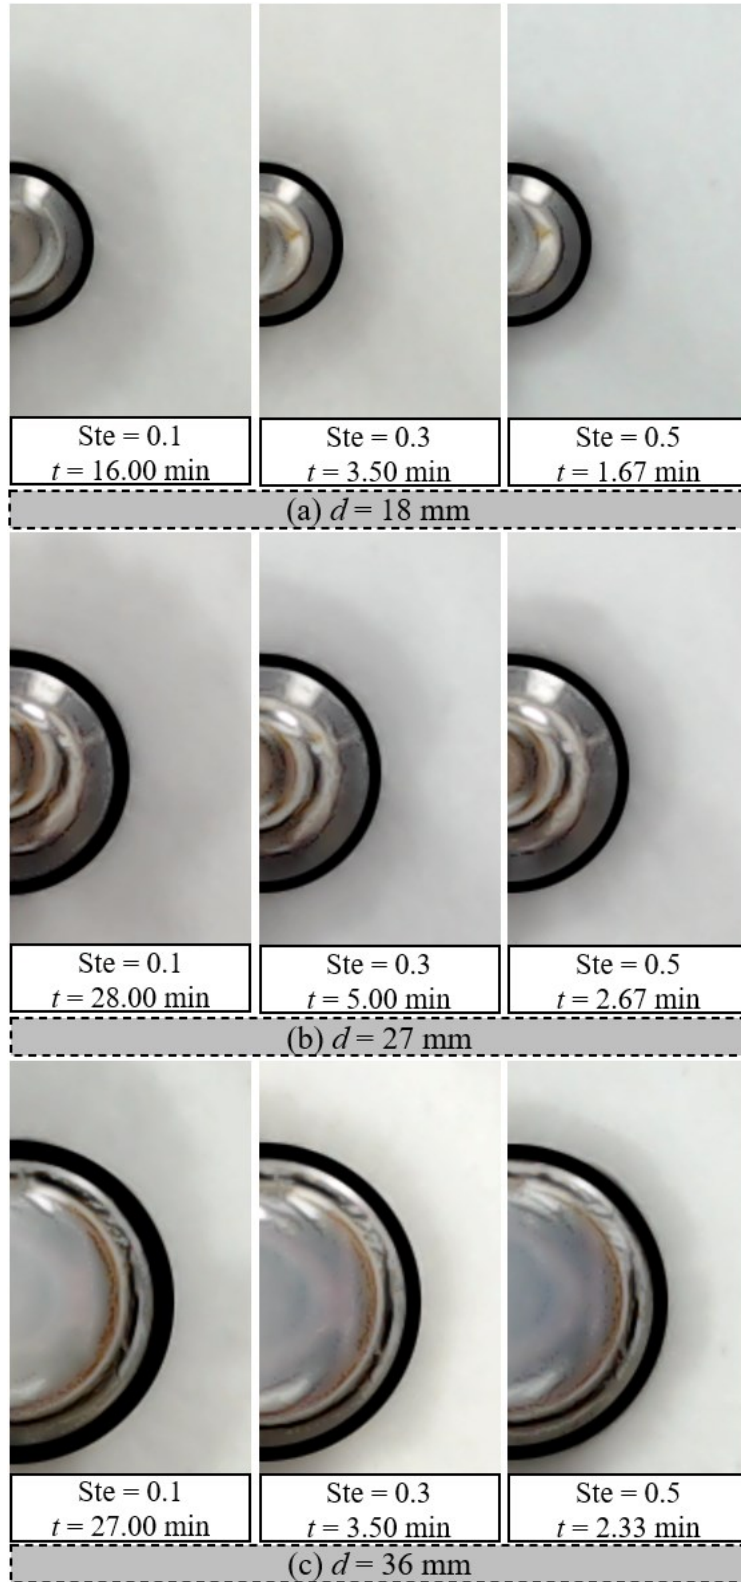 Ste = 0.1
t = 16.00 min
Ste = 0.3
t = 3.50 min
Ste = 0.5
t = 1.67 min
(a) d = 18 mm
Ste = 0.1
t = 28.00 min
Ste = 0.3
t = 5.00 min
Ste = 0.5
t = 2.67 min
(b) d = 27 mm
Ste = 0.1
t = 27.00 min
Ste = 0.3
t = 3.50 min
Ste = 0.5
t = 2.33 min
(c) d = 36 mm